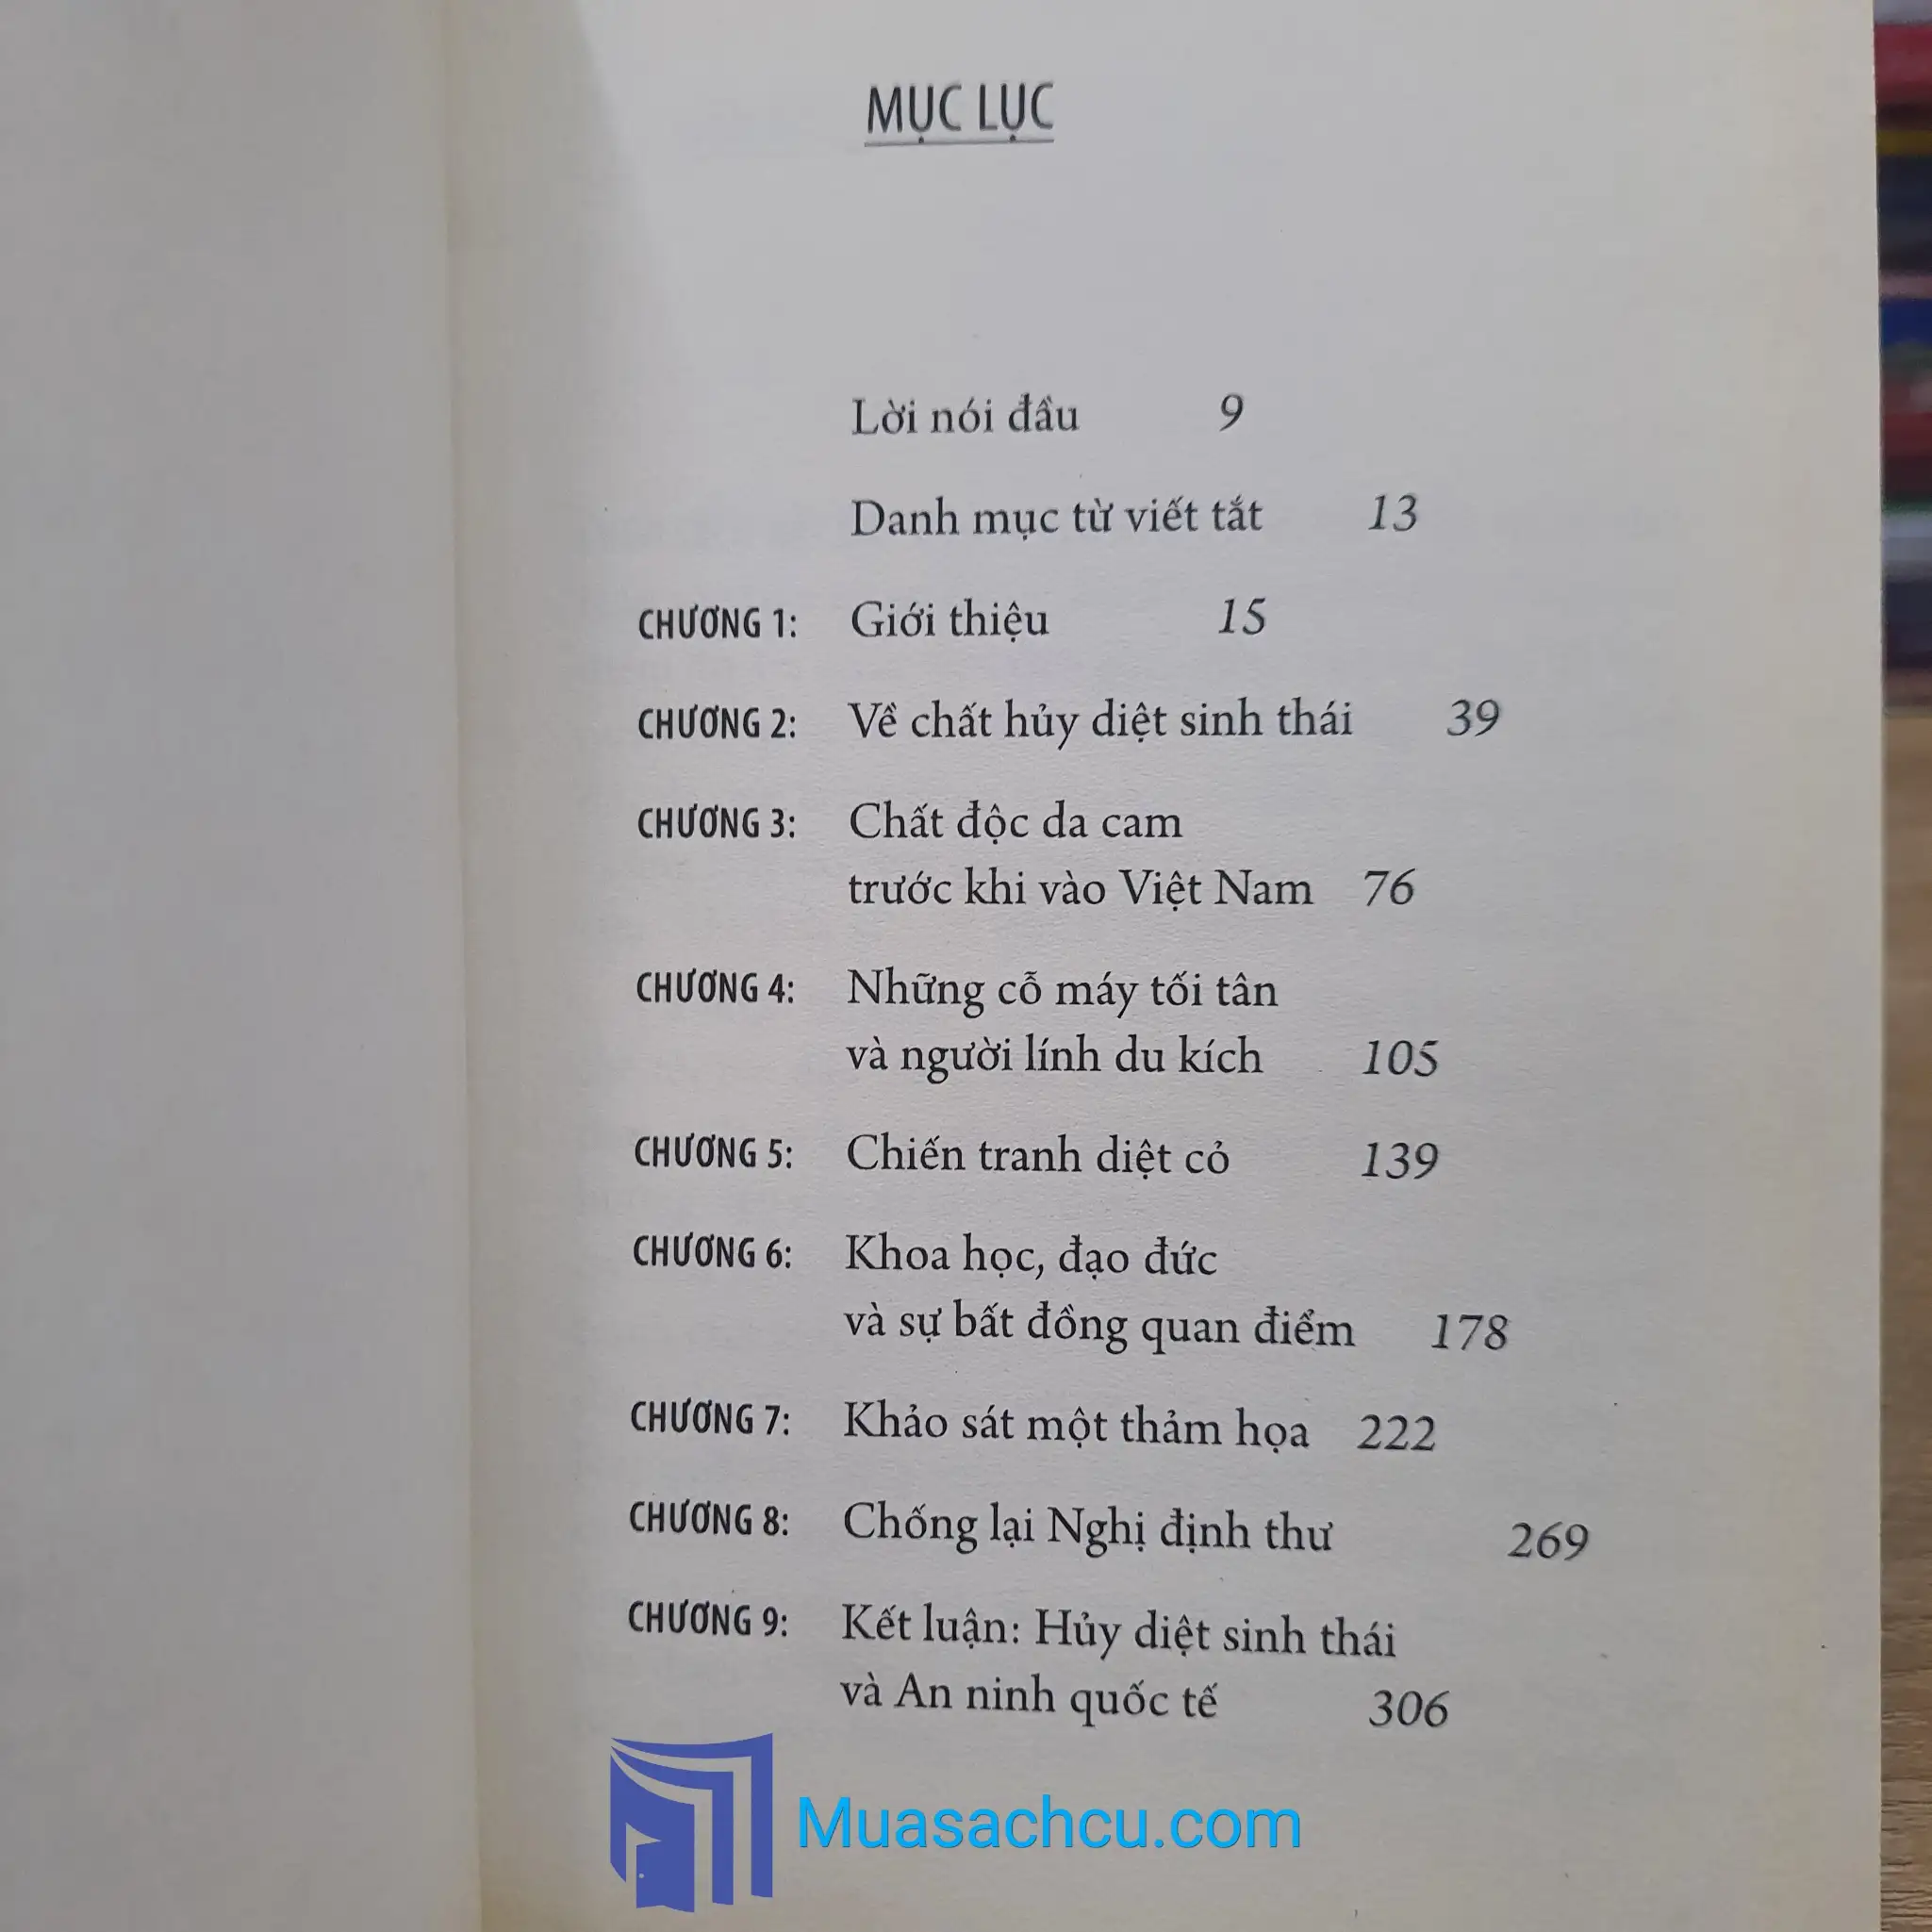 MỤC LỤC
Lời nói đầu 9
Danh mục từ viết tắt 13
CHƯƠNG 1: Giới thiệu 15
CHƯƠNG 2: Về chất hủy diệt sinh thái 39
CHƯƠNG 3: Chất độc da cam
trước khi vào Việt Nam 76
CHƯƠNG 4: Những cỗ máy tối tân
và người lính du kích 105
CHƯƠNG 5: Chiến tranh diệt cỏ 139
CHƯƠNG 6: Khoa học, đạo đức
và sự bất đồng quan điểm 178
CHƯƠNG 7: Khảo sát một thảm họa 222
CHƯƠNG 8: Chống lại Nghị định thư 269
CHƯƠNG 9: Kết luận: Hủy diệt sinh thái
và An ninh quốc tế 306
Muasachcu.com